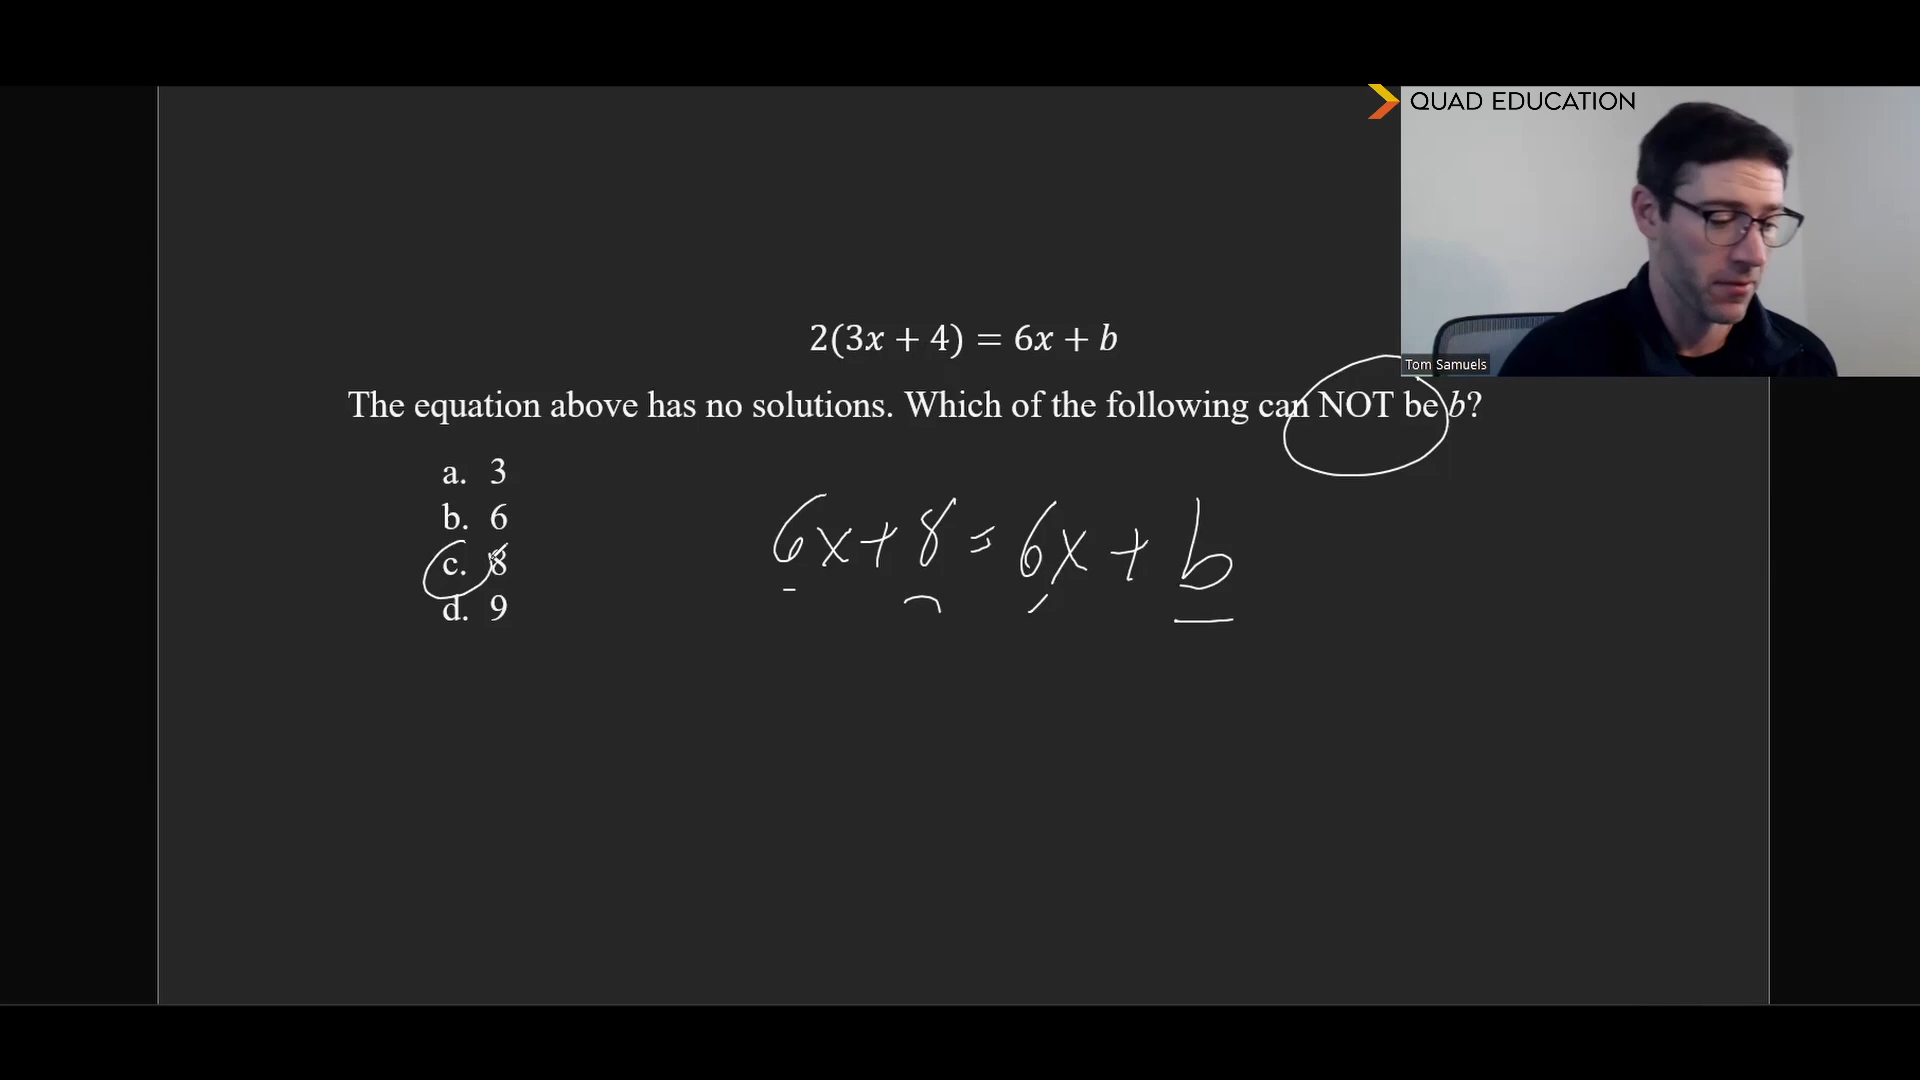 QUAD EDUCATION
Tom Samuels
2(3x + 4) = 6x + b
The equation above has no solutions. Which of the following can NOT be b?
a. 3
b. 6
c. 8
d. 9
6x + 8 = 6x + b